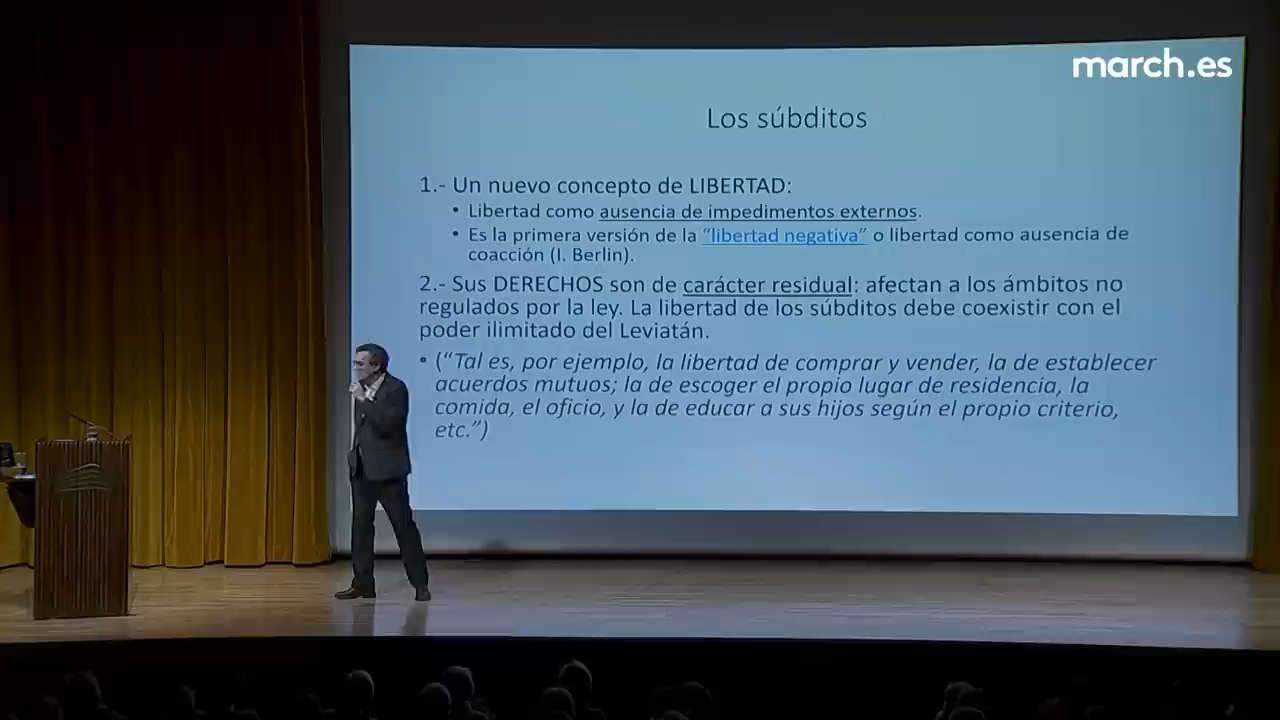 march.es
Los súbditos
1.- Un nuevo concepto de LIBERTAD:
• Libertad como ausencia de impedimentos externos.
• Es la primera versión de la “libertad negativa” o libertad como ausencia de
coacción (I. Berlin).
2.- Sus DERECHOS son de carácter residual: afectan a los ámbitos no
regulados por la ley. La libertad de los súbditos debe coexistir con el
poder ilimitado del Leviatán.
• (“Tal es, por ejemplo, la libertad de comprar y vender, la de establecer
acuerdos mutuos; la de escoger el propio lugar de residencia, la
comida, el oficio, y la de educar a sus hijos según el propio criterio,
etc.”)